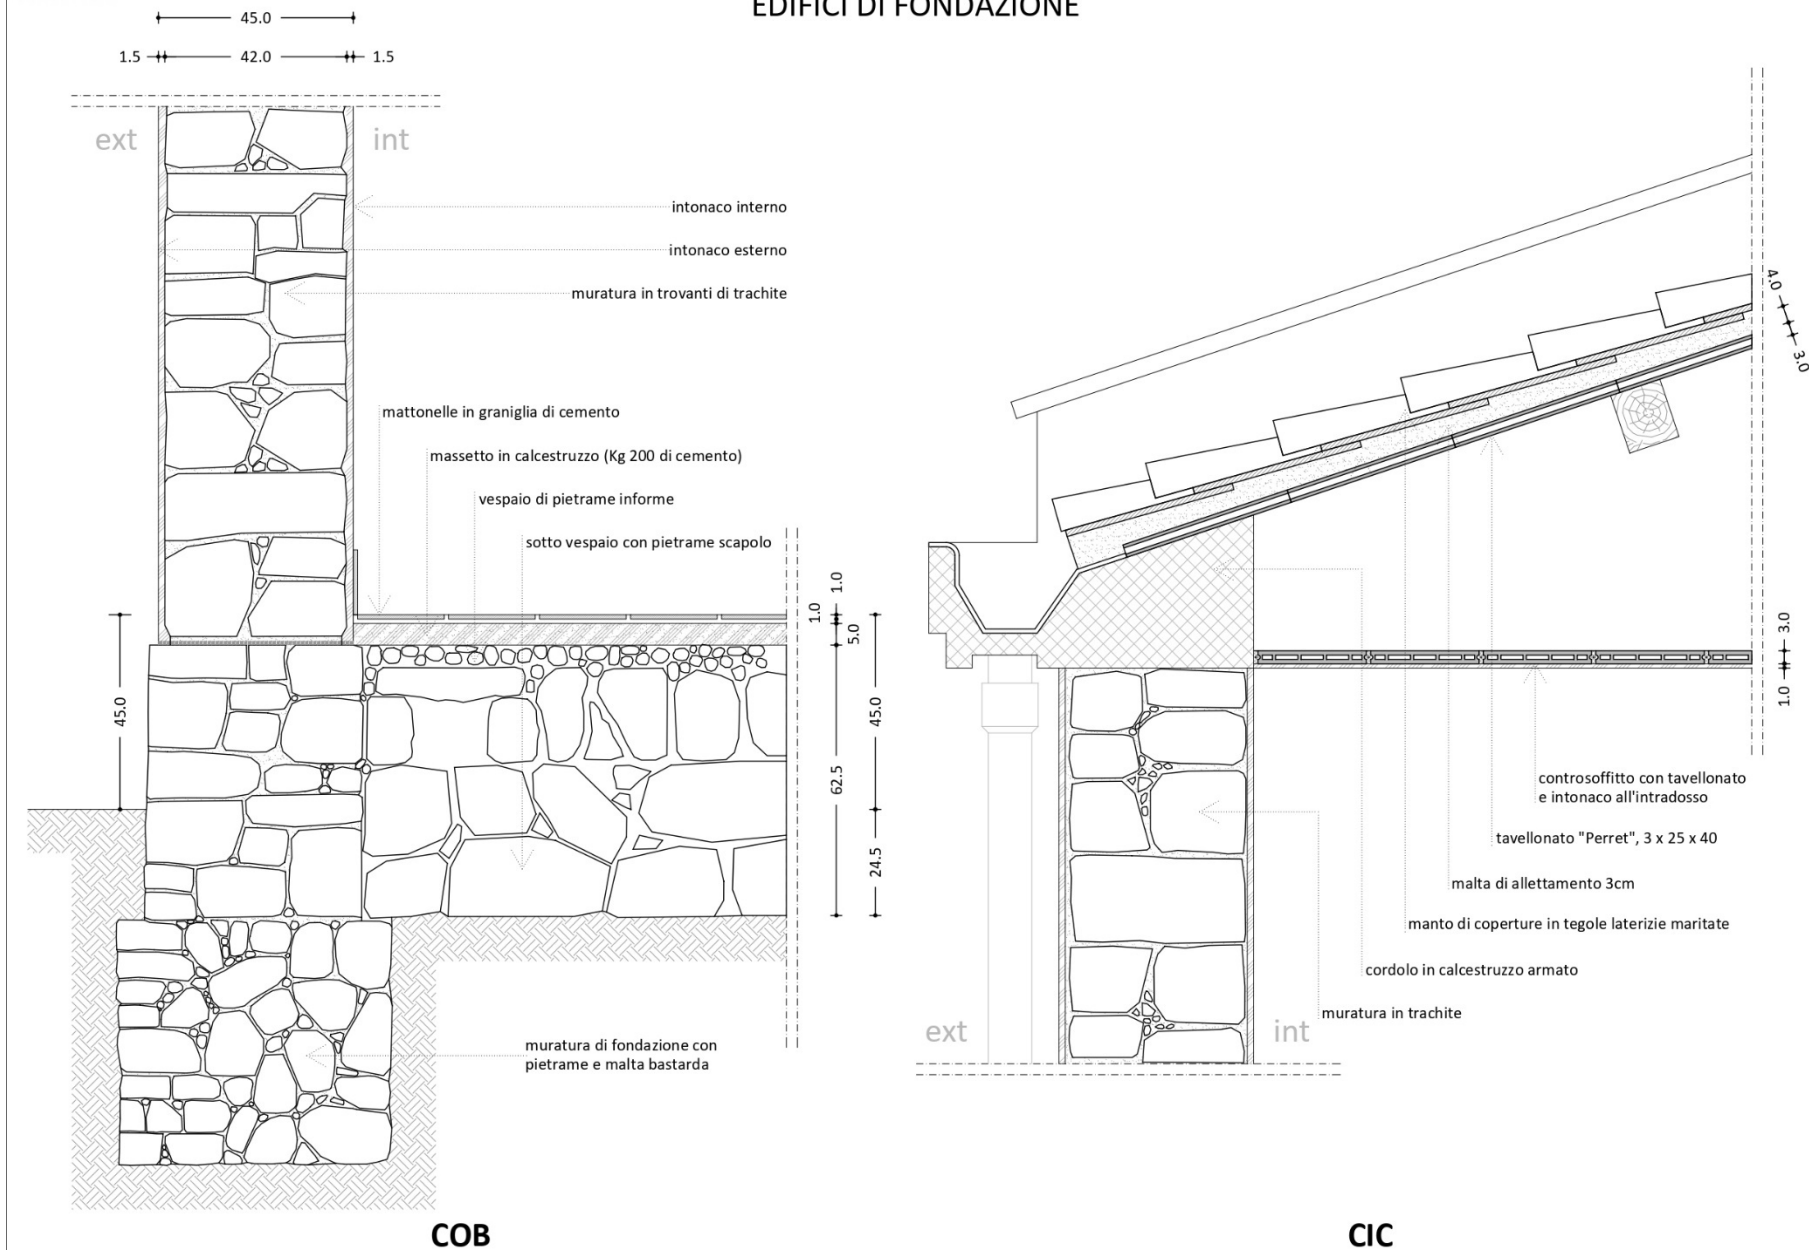 EDIFICI DI FONDAZIONE
45.0
1.5 42.0 1.5
ext int
intonaco interno
intonaco esterno
muratura in trovanti di trachite
mattonelle in graniglia di cemento
massetto in calcestruzzo (Kg 200 di cemento)
vespaio di pietrame informe
sotto vespaio con pietrame scapolo
1.0
1.0
5.0
45.0
45.0
62.5
24.5
muratura di fondazione con
pietrame e malta bastarda
COB
4.0
3.0
3.0
1.0
controsoffitto con tavellonato
e intonaco all'intradosso
tavellonato "Perret", 3 x 25 x 40
malta di allettamento 3cm
manto di coperture in tegole laterizie maritate
cordolo in calcestruzzo armato
muratura in trachite
ext int
CIC